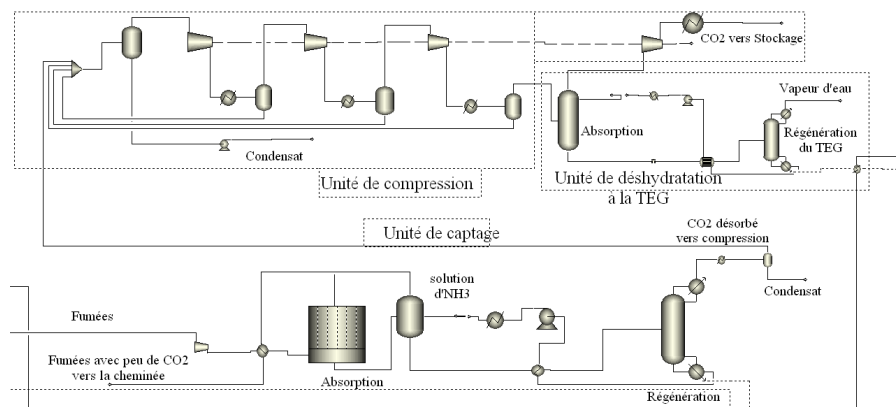 CO2 vers Stockage
Vapeur d'eau
Absorption
Régénération
du TEG
Condensat
Unité de compression
Unité de déshydratation
à la TEG
Unité de captage
CO2 désorbé
vers compression
solution
d'NH3
Condensat
Fumées
Fumées avec peu de CO2
vers la cheminée
Absorption
Régénération